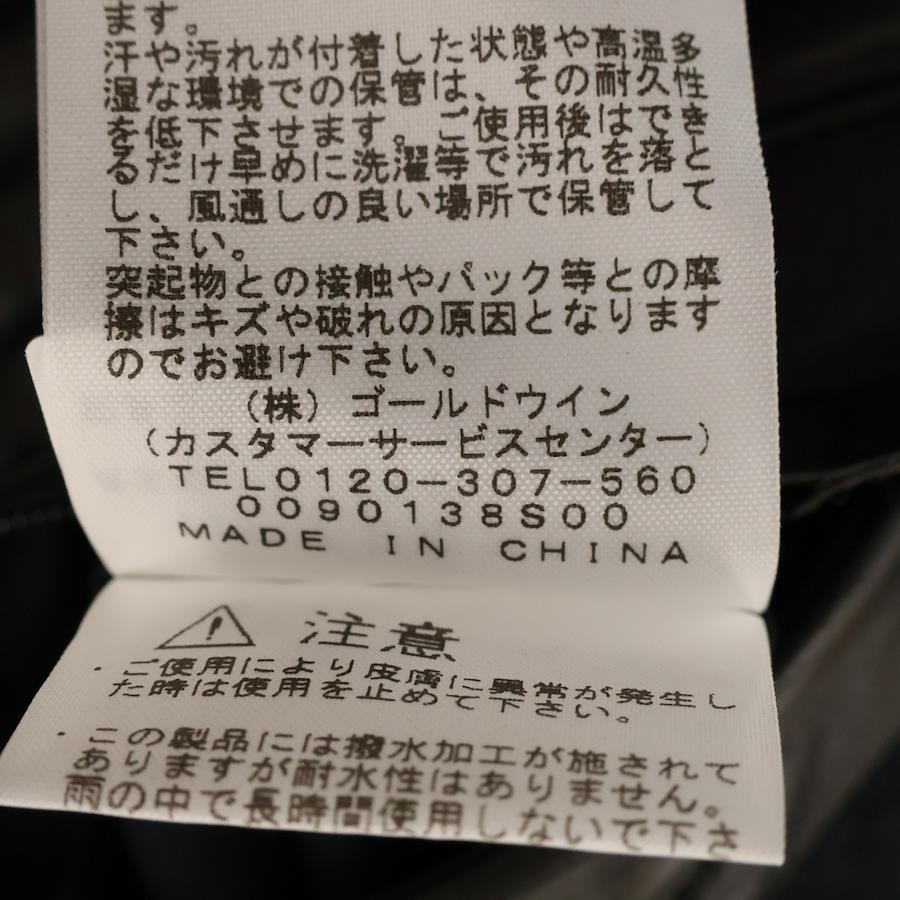 ます。
汗や汚れが付着した状態や高温多
湿な環境での保管は、その耐久性
を低下させます。ご使用後はでき
るだけ早めに洗濯等で汚れを落と
し、風通しの良い場所で保管して
下さい。
突起物との接触やパック等との摩
擦はキズや破れの原因となります
のでお避け下さい。
(株) ゴールドウイン
(カスタマーサービスセンター)
TEL0120-307-560
0090138S00
MADE IN CHINA
注意
・ご使用により皮膚に異常が発生し
た時は使用を止めて下さい。
・この製品には撥水加工が施されて
ありますが耐水性はありません。
雨の中で長時間使用しないで下さ